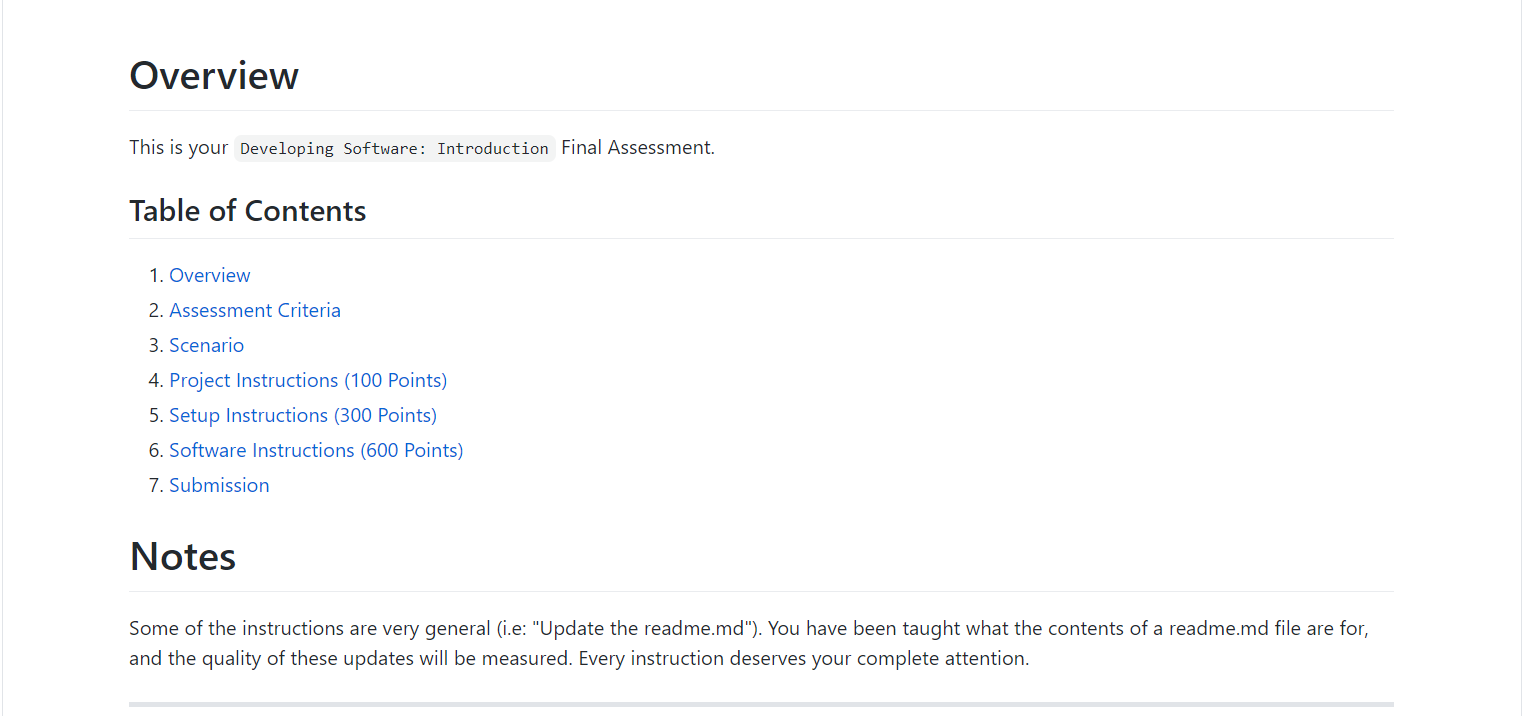 Overview
This is your Developing Software: Introduction Final Assessment.
Table of Contents
1. Overview
2. Assessment Criteria
3. Scenario
4. Project Instructions (100 Points)
5. Setup Instructions (300 Points)
6. Software Instructions (600 Points)
7. Submission
Notes
Some of the instructions are very general (i.e: "Update the readme.md"). You have been taught what the contents of a readme.md file are for,
and the quality of these updates will be measured. Every instruction deserves your complete attention.